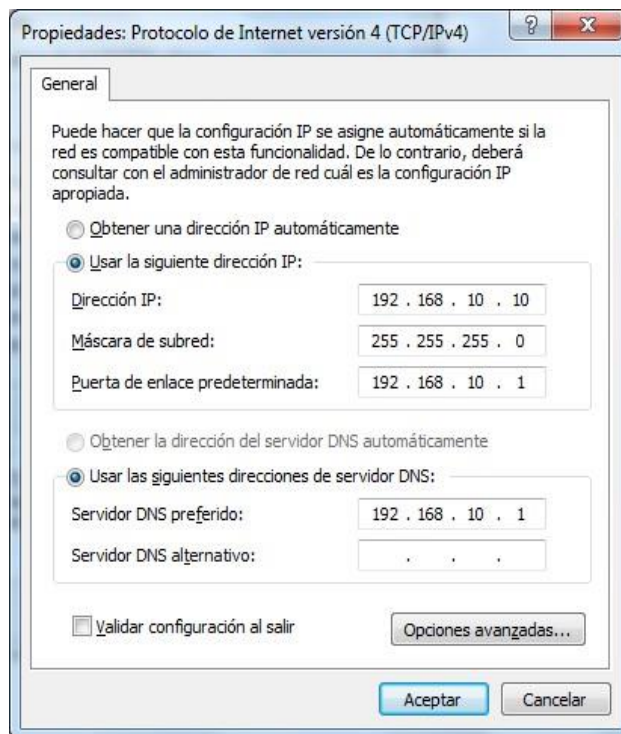 Propiedades: Protocolo de Internet versión 4 (TCP/IPv4)
General
Puede hacer que la configuración IP se asigne automáticamente si la
red es compatible con esta funcionalidad. De lo contrario, deberá
consultar con el administrador de red cuál es la configuración IP
apropiada.
Obtener una dirección IP automáticamente
Usar la siguiente dirección IP:
Dirección IP: 192 . 168 . 10 . 10
Máscara de subred: 255 . 255 . 255 . 0
Puerta de enlace predeterminada: 192 . 168 . 10 . 1
Obtener la dirección del servidor DNS automáticamente
Usar las siguientes direcciones de servidor DNS:
Servidor DNS preferido: 192 . 168 . 10 . 1
Servidor DNS alternativo: . . .
Validar configuración al salir
Opciones avanzadas...
Aceptar Cancelar